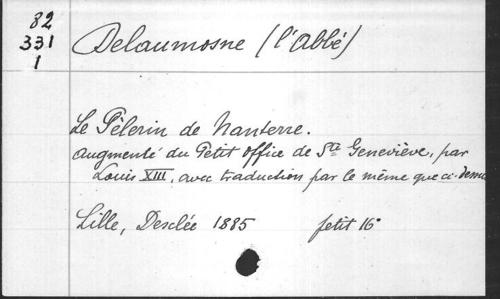 82
331
1
Delaumosne (l'Abbé)
Le Pèlerin de Nanterre.
augmenté du Petit office de Ste Geneviève, par
Louis XIII, avec traduction par le même que ci-dessus
Lille, Desclée 1885 petit 16°